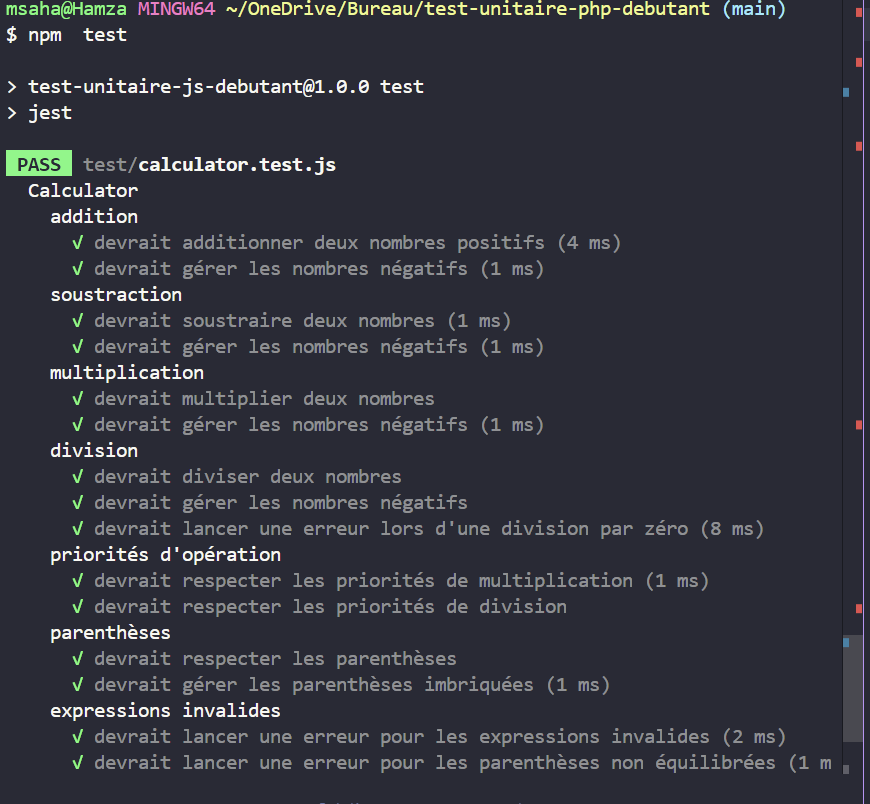 msaha@Hamza MINGW64 ~/OneDrive/Bureau/test-unitaire-php-debutant (main)
$ npm  test
> test-unitaire-js-debutant@1.0.0 test
> jest
PASS test/calculator.test.js
Calculator
addition
√ devrait additionner deux nombres positifs (4 ms)
√ devrait gérer les nombres négatifs (1 ms)
soustraction
√ devrait soustraire deux nombres (1 ms)
√ devrait gérer les nombres négatifs (1 ms)
multiplication
√ devrait multiplier deux nombres
√ devrait gérer les nombres négatifs (1 ms)
division
√ devrait diviser deux nombres
√ devrait gérer les nombres négatifs
√ devrait lancer une erreur lors d'une division par zéro (8 ms)
priorités d'opération
√ devrait respecter les priorités de multiplication (1 ms)
√ devrait respecter les priorités de division
parenthèses
√ devrait respecter les parenthèses
√ devrait gérer les parenthèses imbriquées (1 ms)
expressions invalides
√ devrait lancer une erreur pour les expressions invalides (2 ms)
√ devrait lancer une erreur pour les parenthèses non équilibrées (1 m